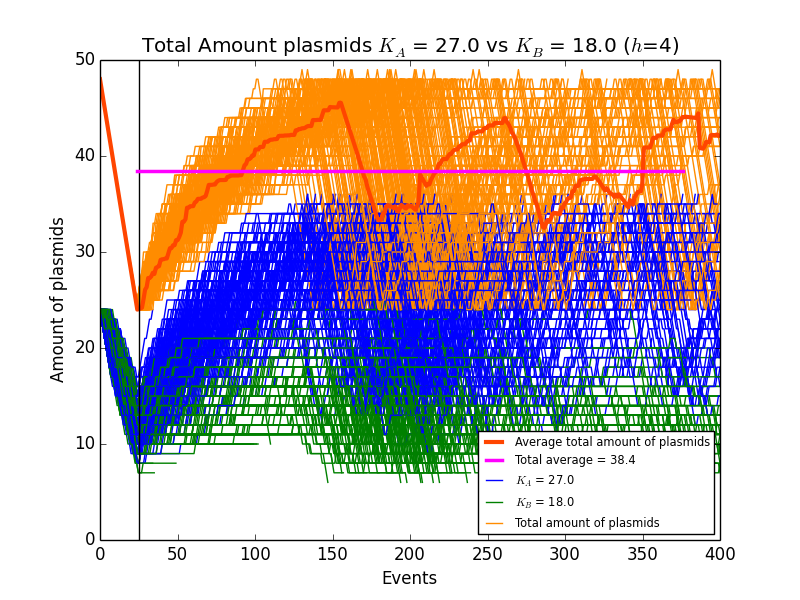 Total Amount plasmids K_A = 27.0 vs K_B = 18.0 (h=4)
50
40
30
20
10
0
Amount of plasmids
Average total amount of plasmids
Total average = 38.4
K_A = 27.0
K_B = 18.0
Total amount of plasmids
0 50 100 150 200 250 300 350 400
Events